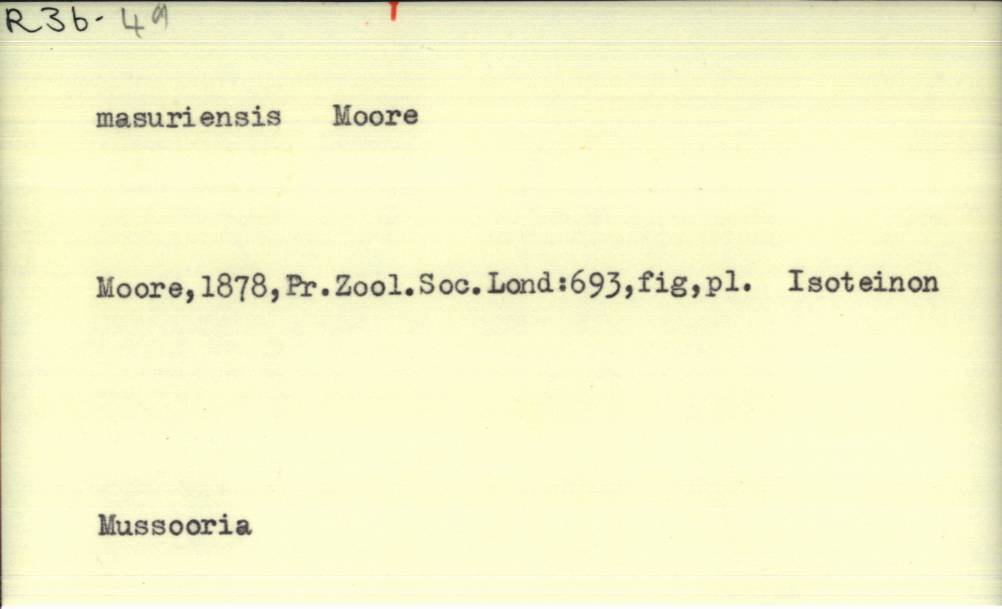 R36-49
masuriensis Moore
Moore,1878,Pr.Zool.Soc.Lond:693,fig,pl. Isoteinon
Mussooria